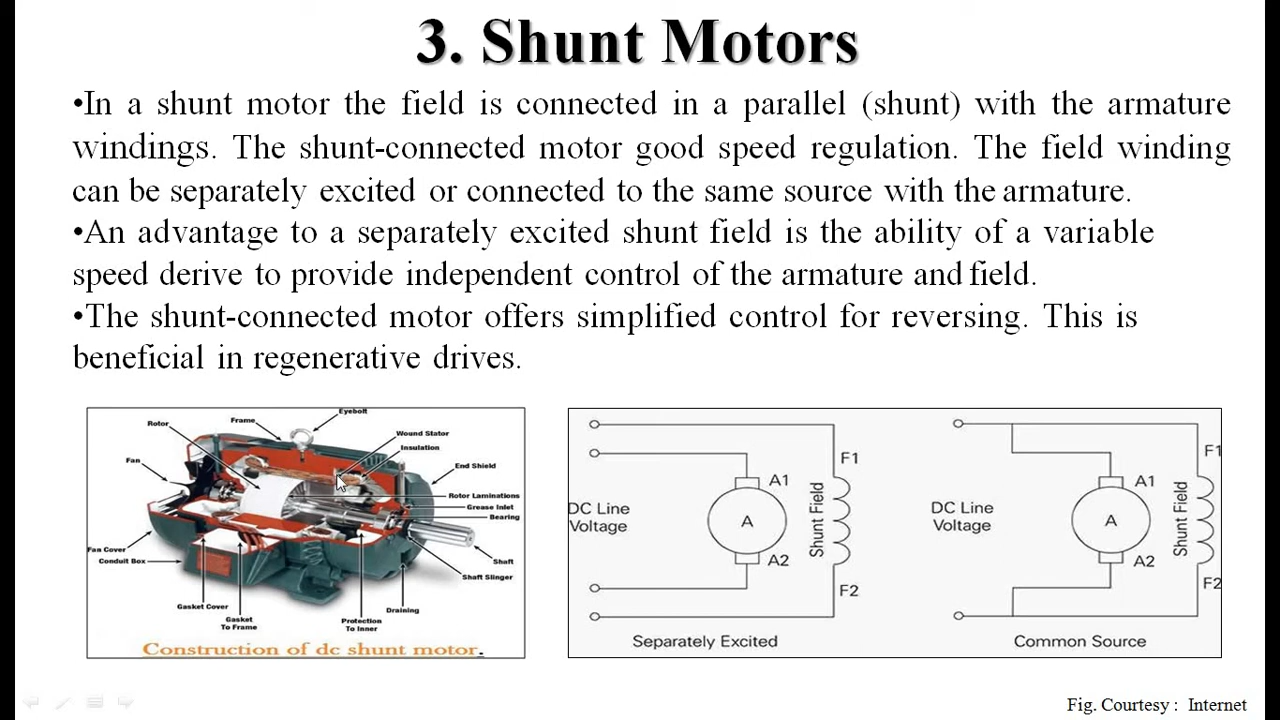 3. Shunt Motors
•In a shunt motor the field is connected in a parallel (shunt) with the armature
windings. The shunt-connected motor good speed regulation. The field winding
can be separately excited or connected to the same source with the armature.
•An advantage to a separately excited shunt field is the ability of a variable
speed derive to provide independent control of the armature and field.
•The shunt-connected motor offers simplified control for reversing. This is
beneficial in regenerative drives.
Eyebolt
Frame
Rotor
Wound Stator
Insulation
Fan
End Shield
Rotor Laminations
Grease Inlet
Bearing
Fan Cover
Conduit Box
Shaft
Shaft Slinger
Gasket Cover
Gasket
To Frame
Draining
Protection
To Inner
Construction of dc shunt motor.
DC Line
Voltage
A
A1
A2
Shunt Field
F1
F2
Separately Excited
DC Line
Voltage
A
A1
A2
Shunt Field
F1
F2
Common Source
Fig. Courtesy : Internet